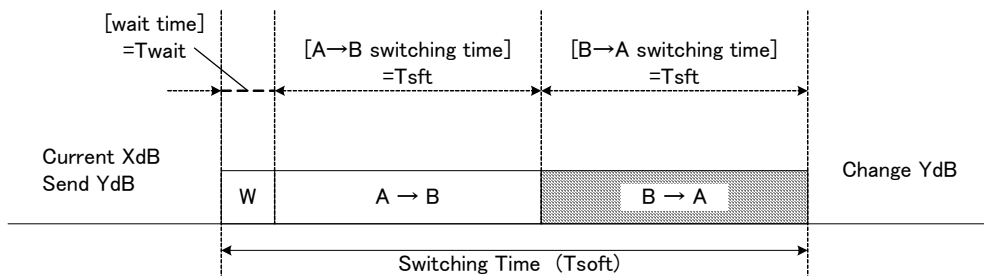 [wait time]
=Twait
[A→B switching time]
=Tsft
[B→A switching time]
=Tsft
Current XdB
Send YdB
W
A → B
B → A
Change YdB
Switching Time (Tsoft)